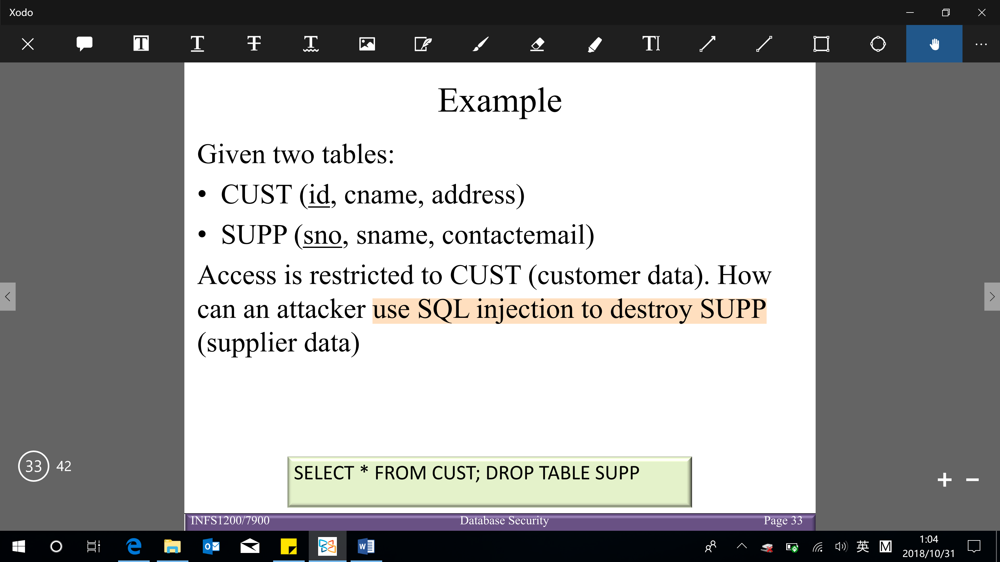 Xodo
Example
Given two tables:
• CUST (id, cname, address)
• SUPP (sno, sname, contactemail)
Access is restricted to CUST (customer data). How
can an attacker use SQL injection to destroy SUPP
(supplier data)
33 42
SELECT * FROM CUST; DROP TABLE SUPP
INFS1200/7900 Database Security Page 33
英
1:04
2018/10/31